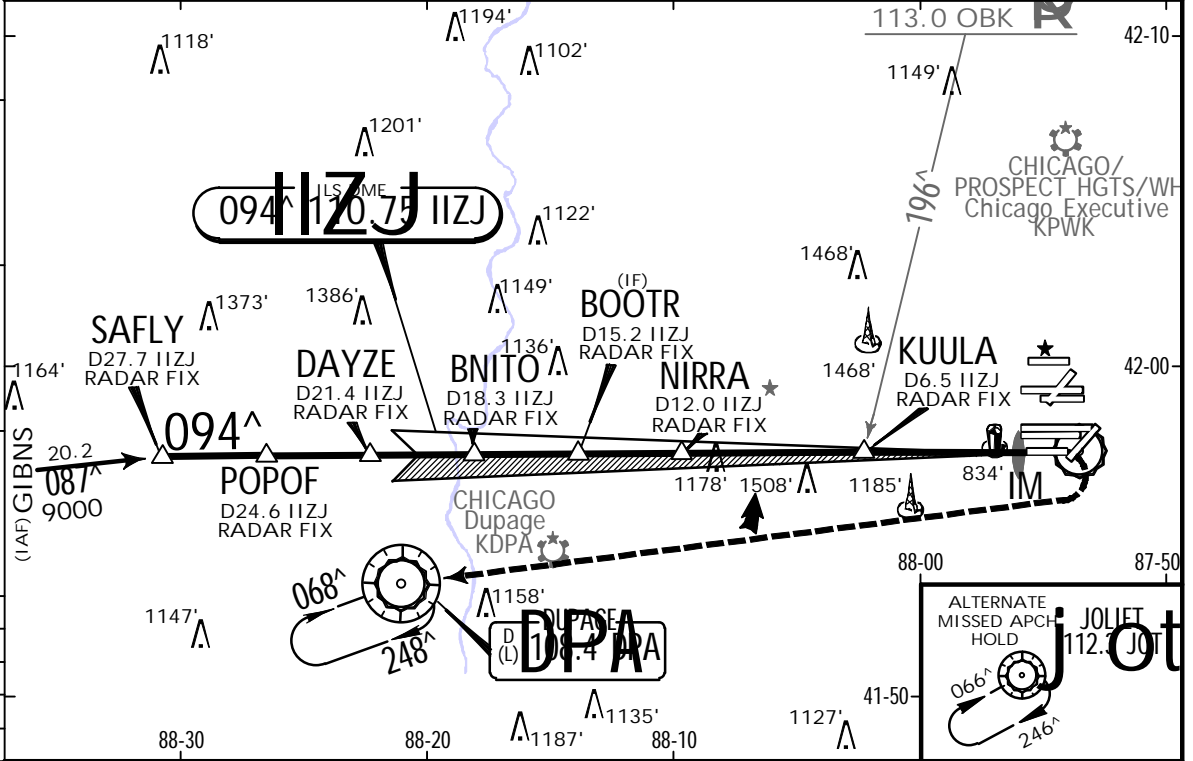 1194'
113.0 OBK
42-10
1118'
1102'
1149'
1201'
CHICAGO/
PROSPECT HGTS/WH
Chicago Executive
KPWK
196^
ILS DME
094^ 110.75 IIZJ
IIZJ
1122'
1468'
1149'
(IF)
BOOTR
D15.2 IIZJ
RADAR FIX
1373'
1386'
SAFLY
D27.7 IIZJ
RADAR FIX
1136'
KUULA
D6.5 IIZJ
RADAR FIX
DAYZE
D21.4 IIZJ
RADAR FIX
BNITO
D18.3 IIZJ
RADAR FIX
NIRRA
D12.0 IIZJ
RADAR FIX
1468'
42-00
1164'
094^
(IAF) GIBNS
20.2
087^
9000
POPOF
D24.6 IIZJ
RADAR FIX
1178'
1508'
1185'
834'
IM
CHICAGO
Dupage
KDPA
88-00
87-50
068^
248^
1158'
1147'
DUPAGE
D
(L)
108.4 DPA
DPA
ALTERNATE
MISSED APCH
HOLD
JOLIET
112.3 JOT
jot
066^
246^
41-50
1135'
1127'
1187'
88-30
88-20
88-10